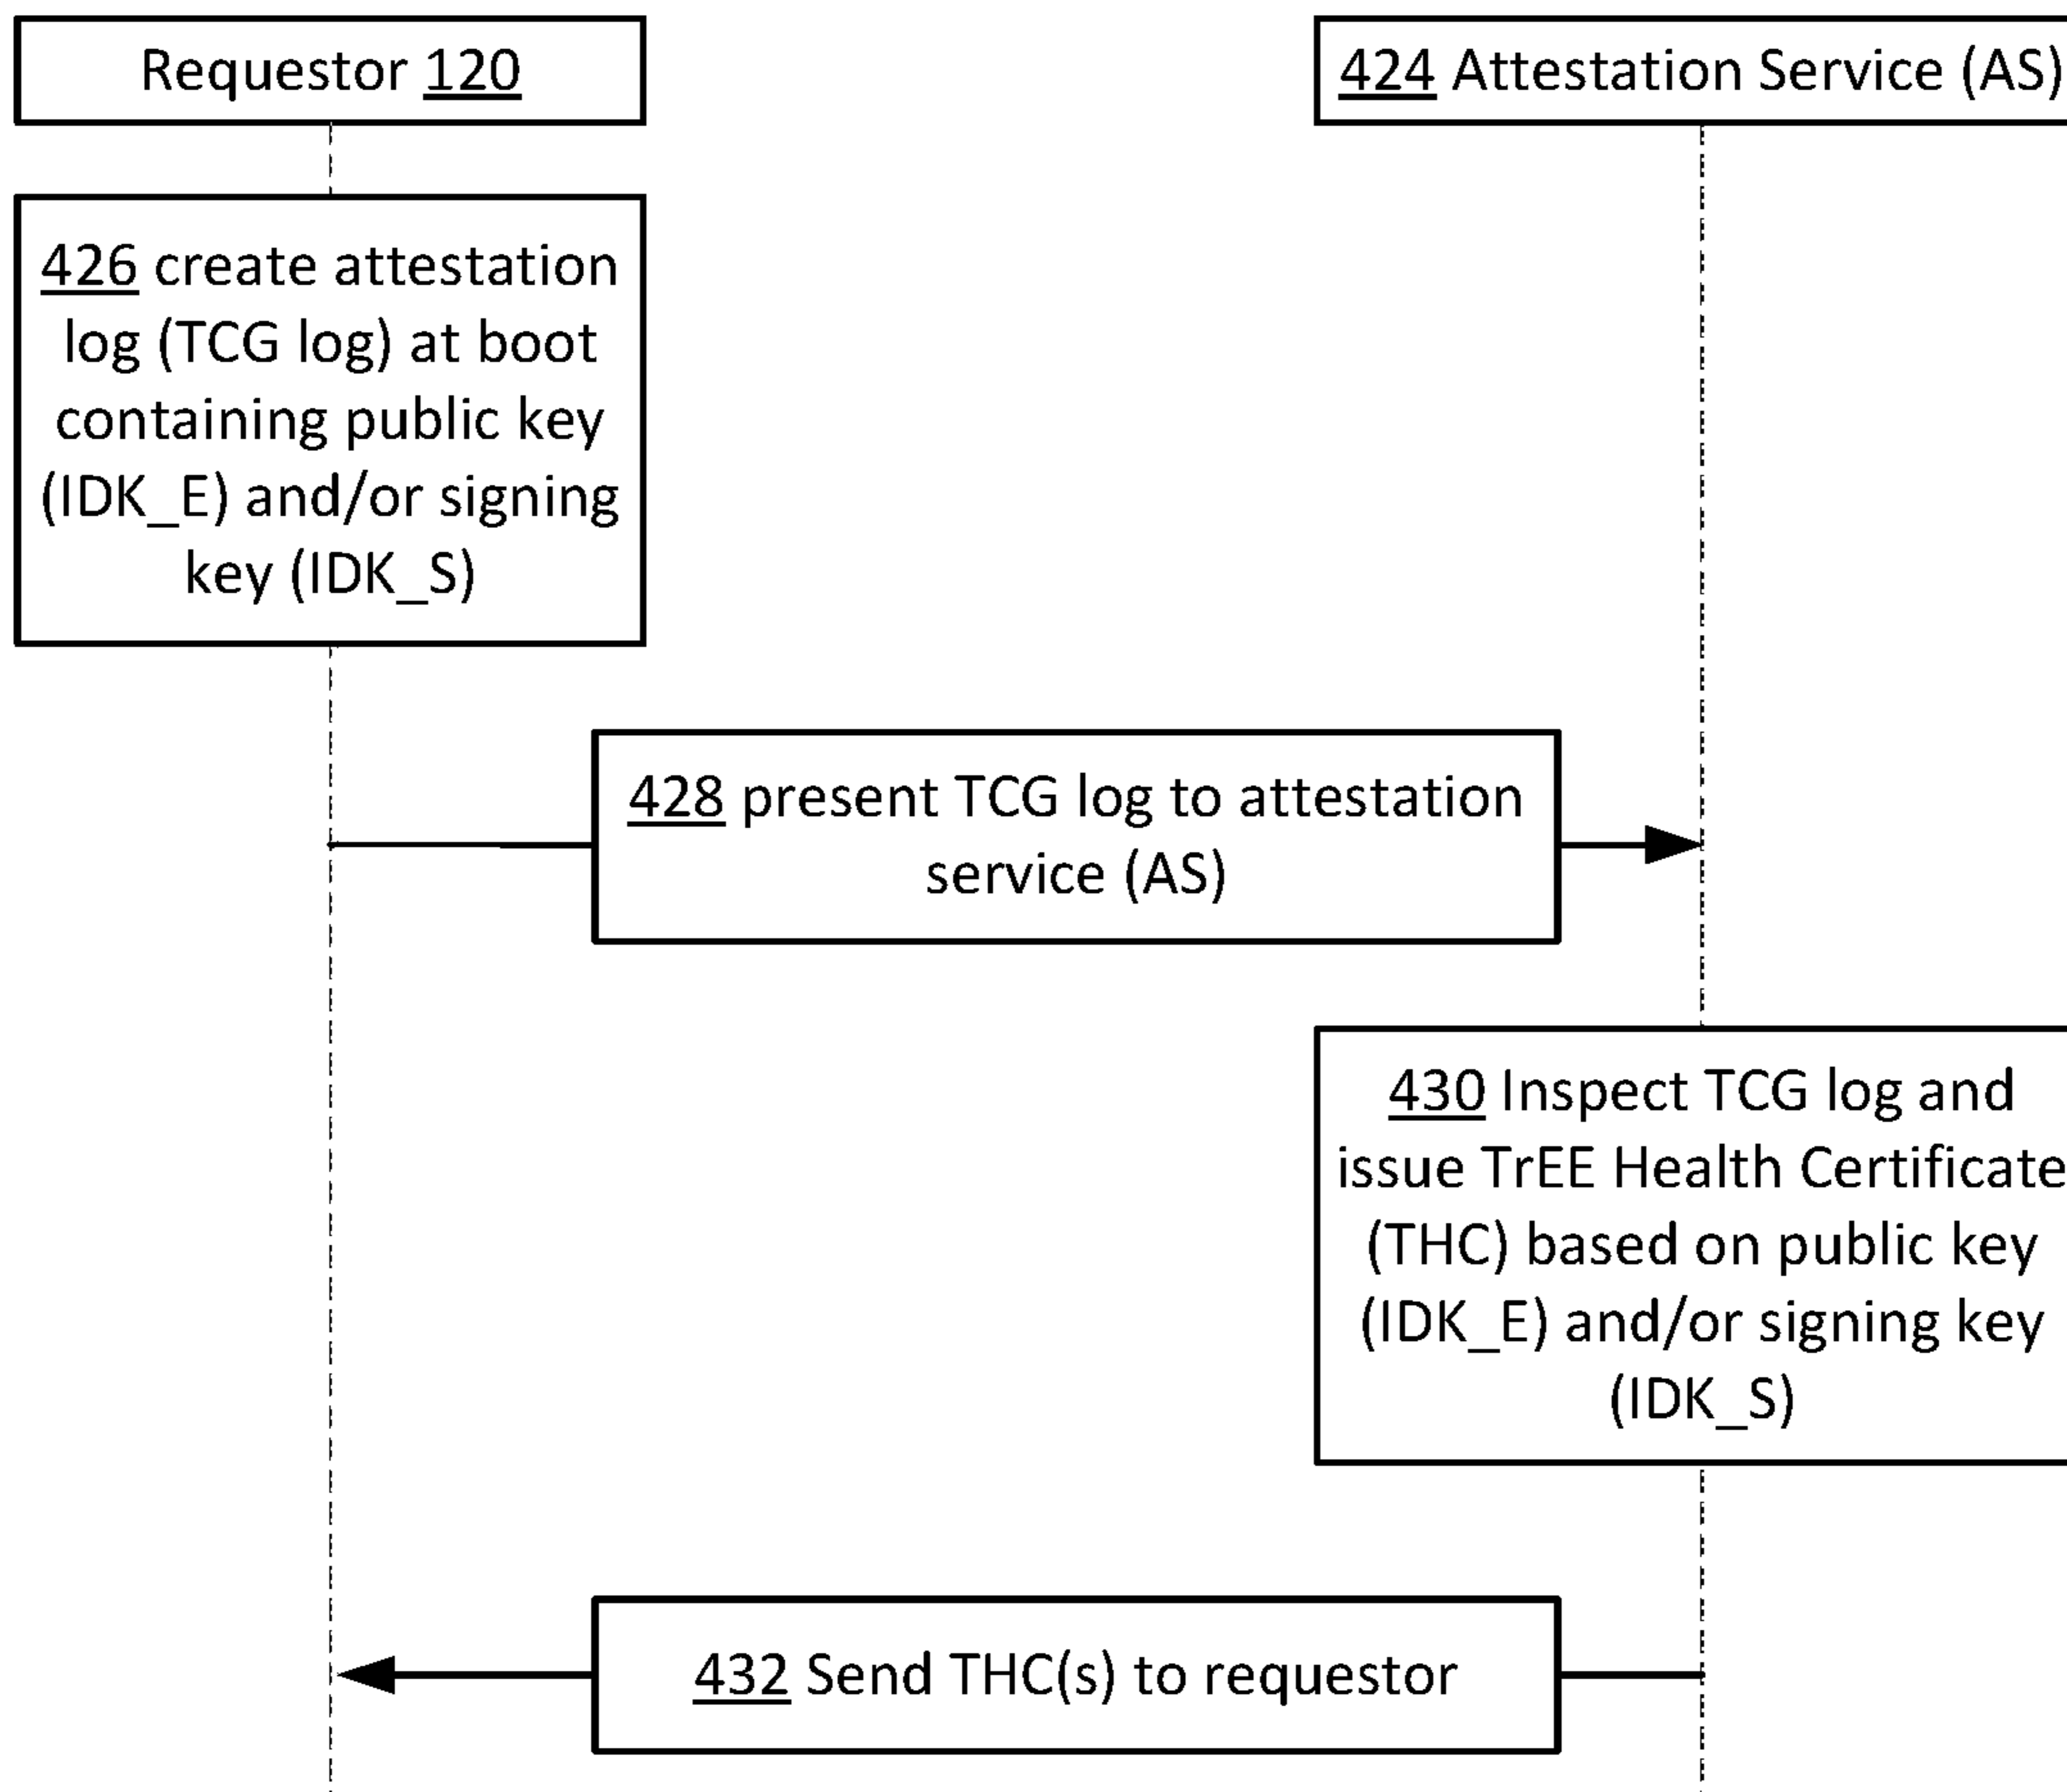 Requestor 120
424 Attestation Service (AS)
426 create attestation
log (TCG log) at boot
containing public key
(IDK_E) and/or signing
key (IDK_S)
428 present TCG log to attestation
service (AS)
430 Inspect TCG log and
issue TrEE Health Certificate
(THC) based on public key
(IDK_E) and/or signing key
(IDK_S)
432 Send THC(s) to requestor